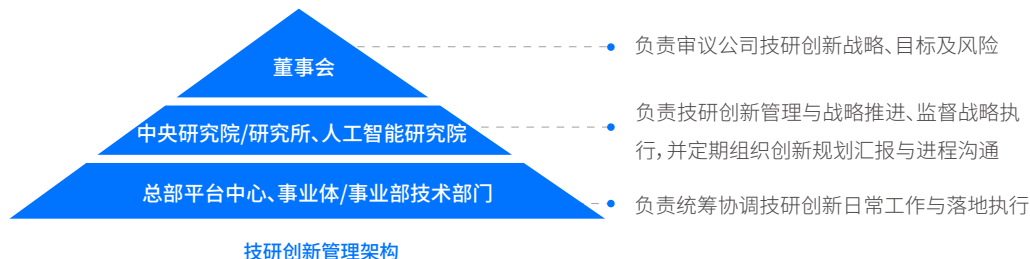 董事会
负责审议公司技研创新战略、目标及风险
中央研究院/研究所、人工智能研究院
负责技研创新管理与战略推进、监督战略执
行，并定期组织创新规划汇报与进程沟通
总部平台中心、事业体/事业部技术部门
负责统筹协调技研创新日常工作与落地执行
技研创新管理架构